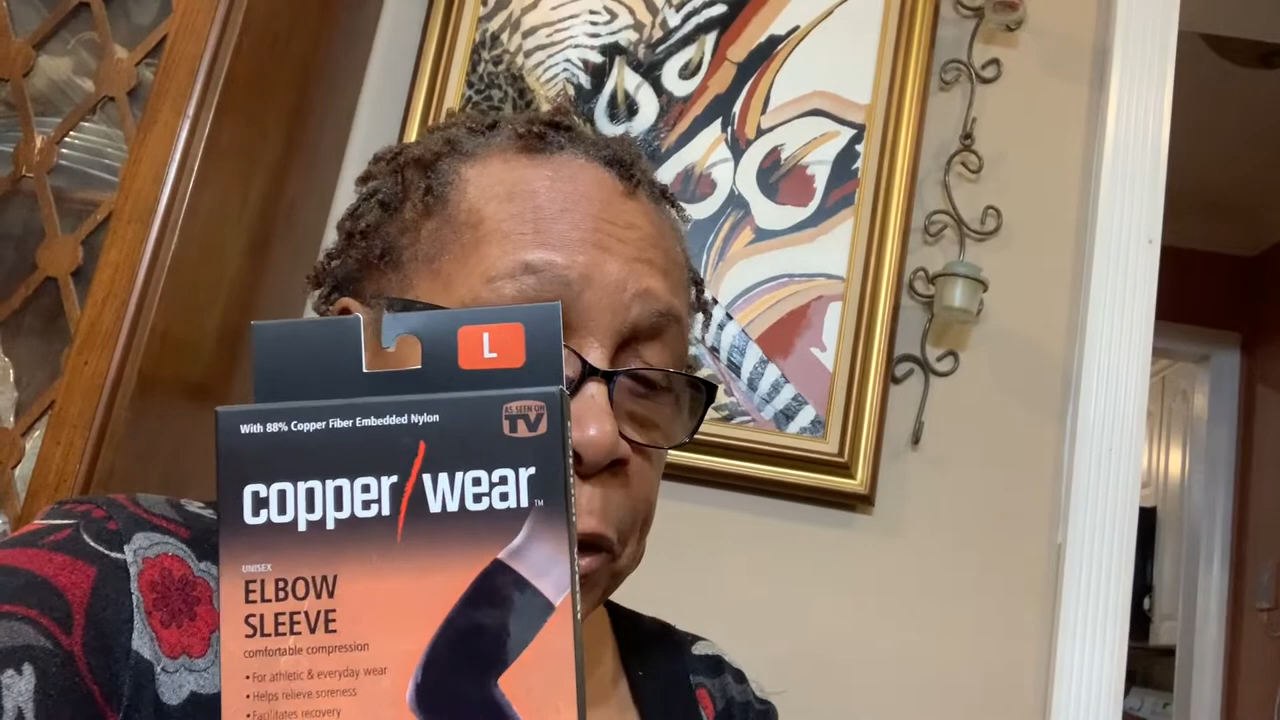 L
With 88% Copper Fiber Embedded Nylon
AS SEEN ON
TV
copper/wear™
UNISEX
ELBOW
SLEEVE
comfortable compression
• For athletic & everyday wear
• Helps relieve soreness
• Facilitates recovery